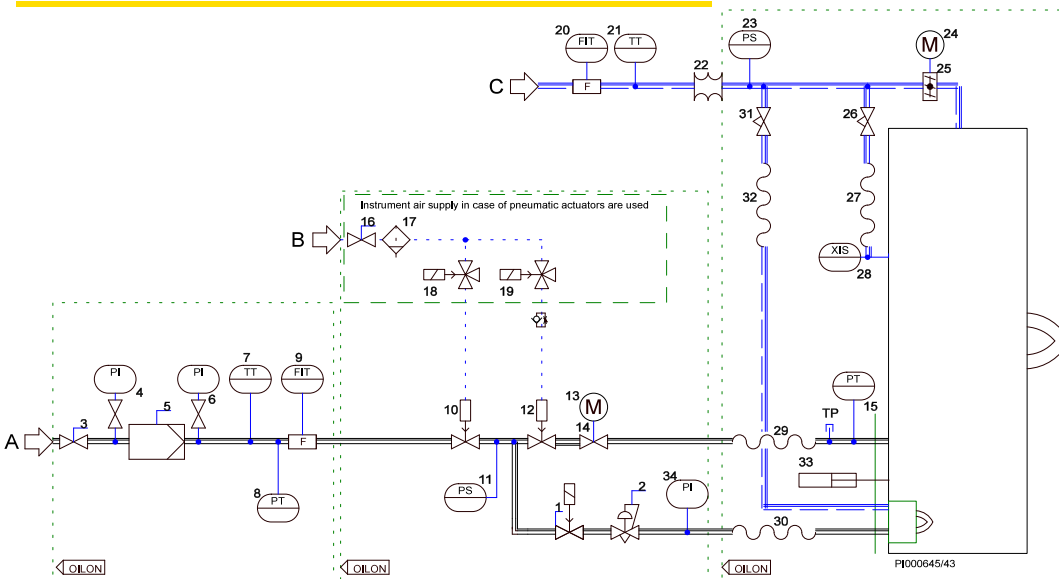 20 21 23 24
FIT TT PS M
22 25
C F
31 26
Instrument air supply in case of pneumatic actuators are used
16 17
32 27
B
XIS
28
18 19
PI PI 7 9 13 PT
4 6 TT FIT M
3 5 10 12 14 TP 15
A F
29
33
8 PT 11 PS 34 PI
1 2
30
OILON OILON OILON
PI000645/43